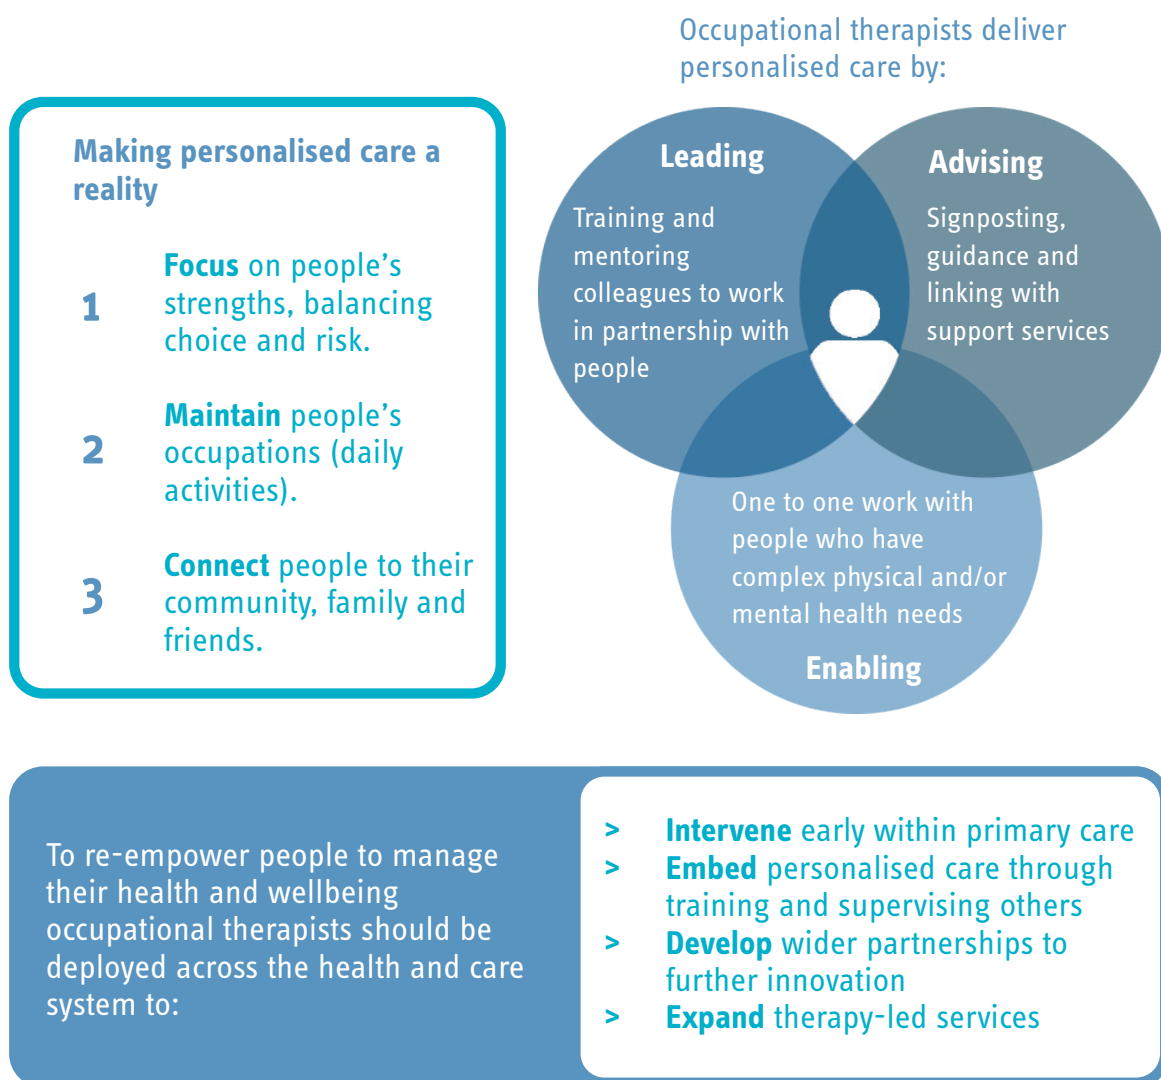 Occupational therapists deliver
personalised care by:
Making personalised care a
reality
1
Focus on people’s
strengths, balancing
choice and risk.
2
Maintain people’s
occupations (daily
activities).
3
Connect people to their
community, family and
friends.
Leading
Training and
mentoring
colleagues to work
in partnership with
people
Advising
Signposting,
guidance and
linking with
support services
One to one work with
people who have
complex physical and/or
mental health needs
Enabling
To re-empower people to manage
their health and wellbeing
occupational therapists should be
deployed across the health and care
system to:
> Intervene early within primary care
> Embed personalised care through
training and supervising others
> Develop wider partnerships to
further innovation
> Expand therapy-led services